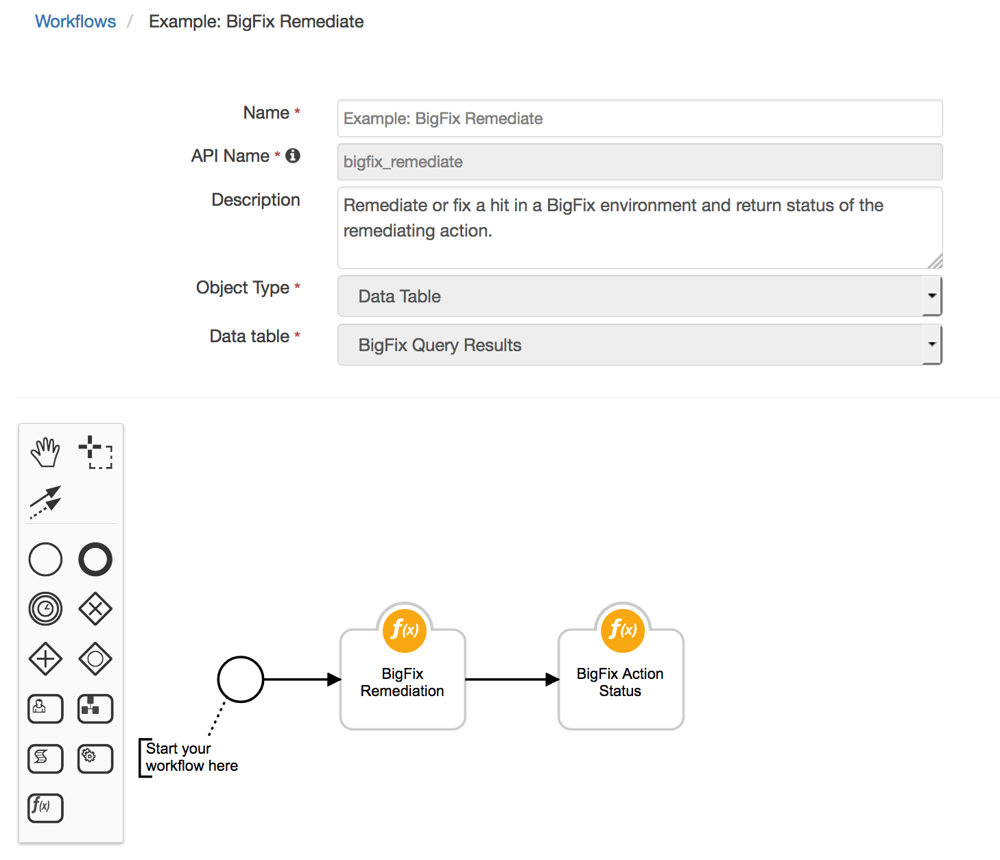 Workflows / Example: BigFix Remediate
Name *
Example: BigFix Remediate
API Name *
bigfix_remediate
Description
Remediate or fix a hit in a BigFix environment and return status of the
remediating action.
Object Type *
Data Table
Data table *
BigFix Query Results
f(x)
f(x)
BigFix
Remediation
BigFix Action
Status
Start your
workflow here
f(x)